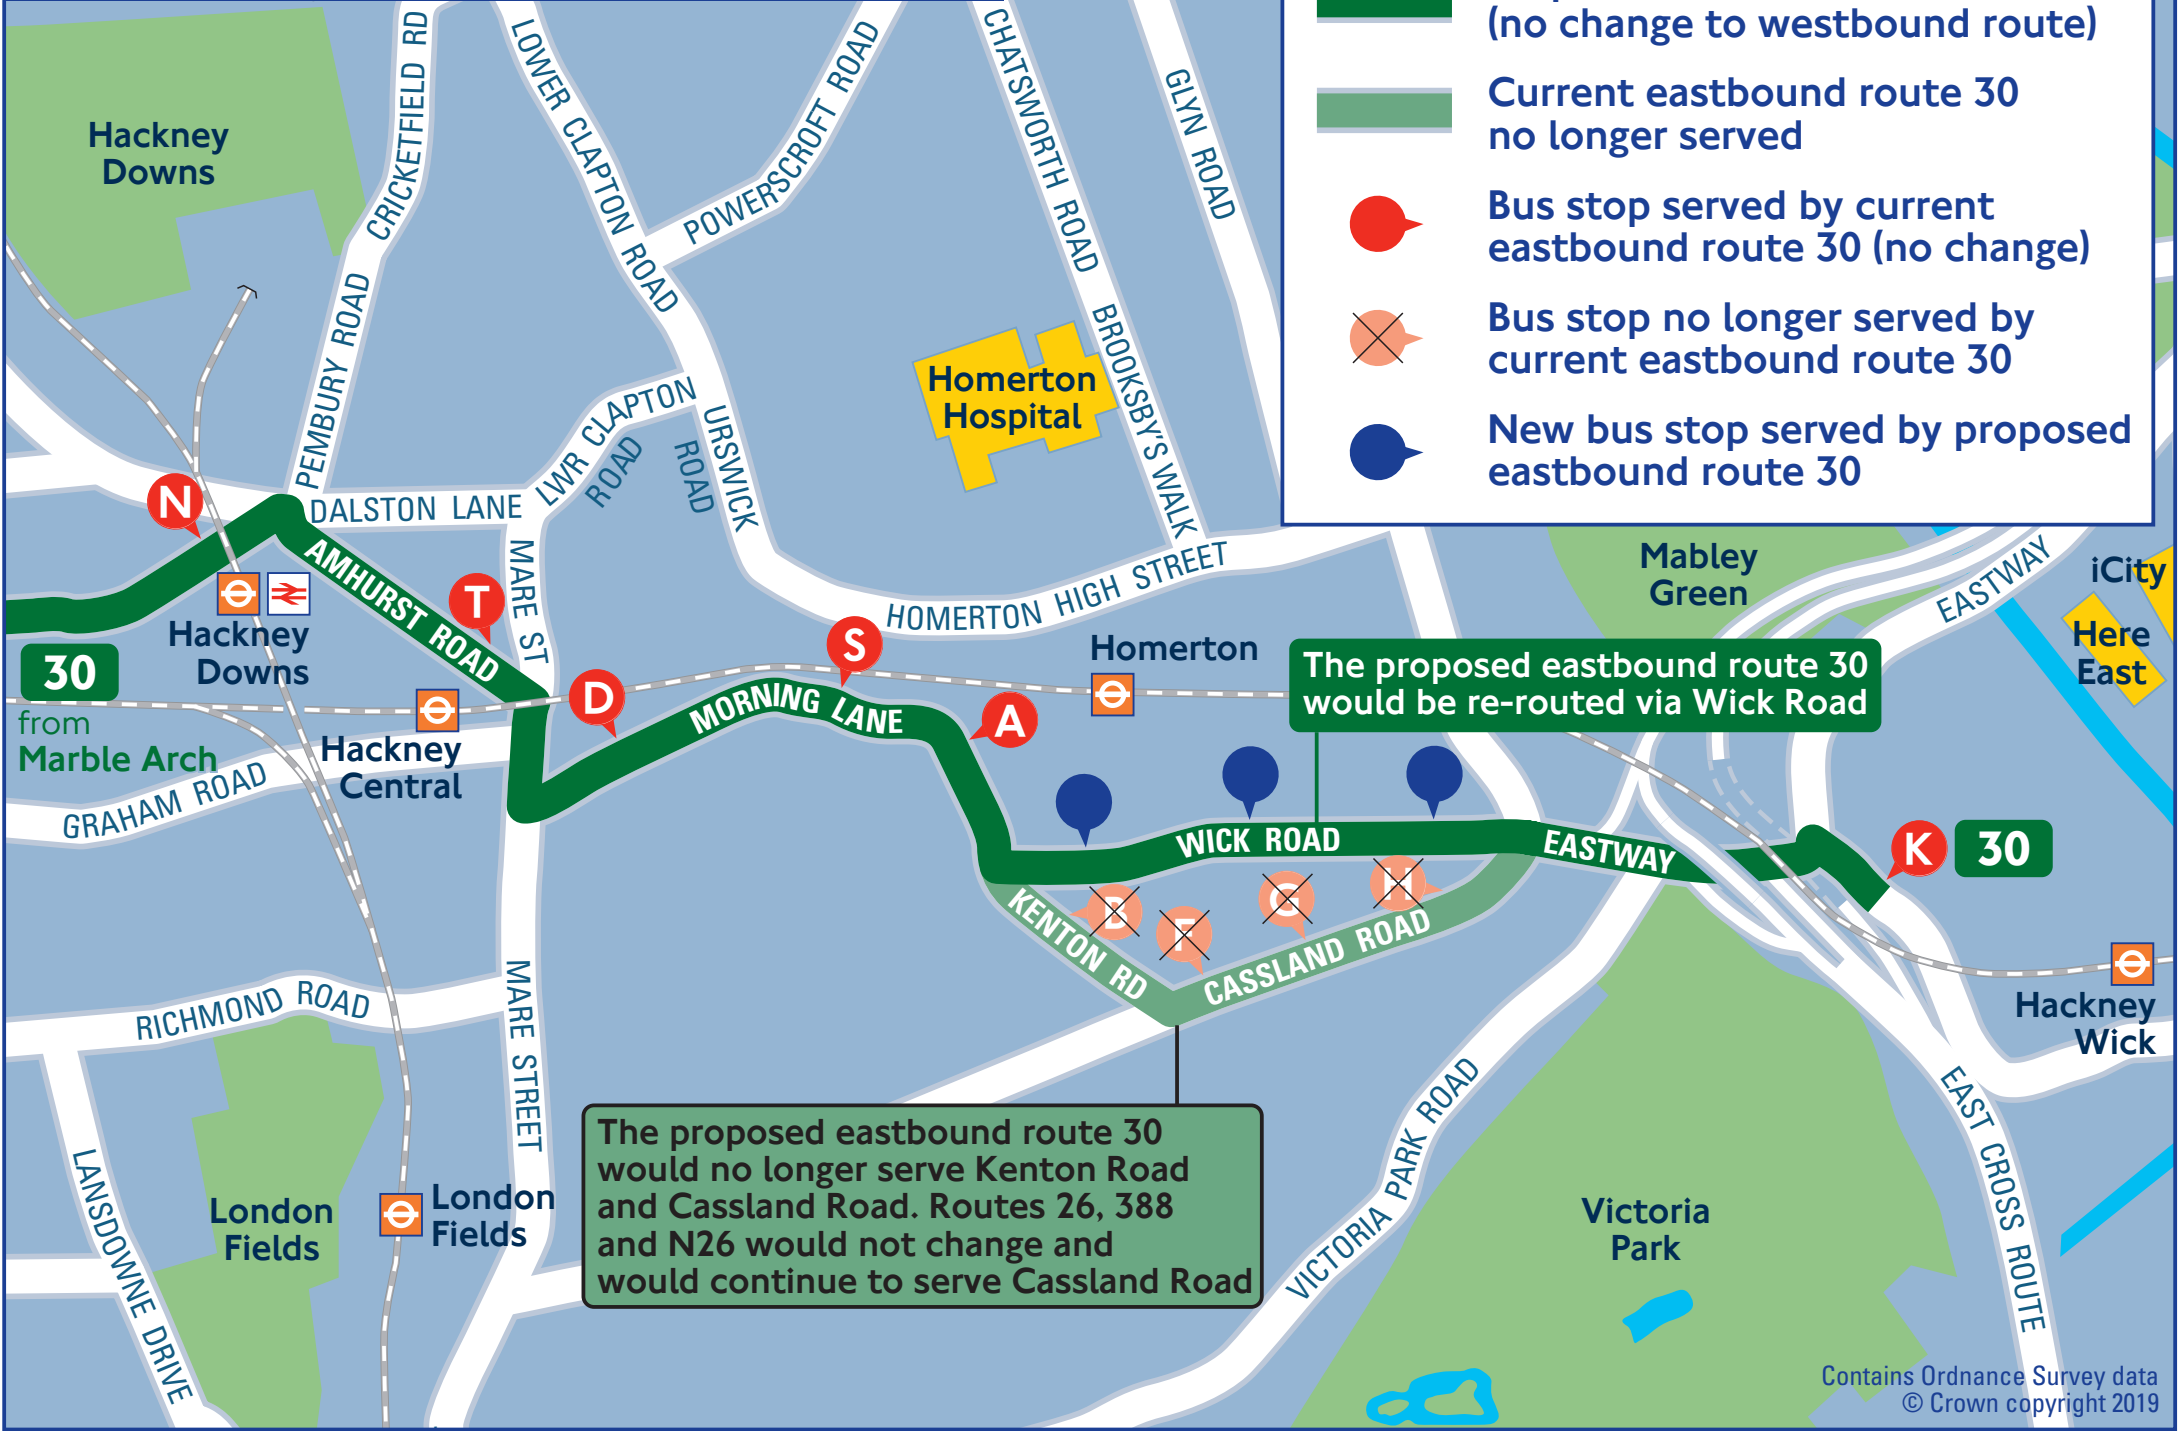 (no change to westbound route)
Current eastbound route 30
no longer served
Bus stop served by current
eastbound route 30 (no change)
Bus stop no longer served by
current eastbound route 30
New bus stop served by proposed
eastbound route 30
Hackney
Downs
CRICKETFIELD RD
LOWER CLAPTON ROAD
POWERSCROFT ROAD
CHATSWORTH ROAD
GLYN ROAD
PEMBURY ROAD
BROOKSBY'S WALK
Homerton
Hospital
LWR CLAPTON
ROAD
URSWICK
ROAD
DALSTON LANE
N
AMHURST ROAD
MARE ST
T
HOMERTON HIGH STREET
Mabley
Green
EASTWAY
iCity
Here
East
Hackney
Downs
30
from
Marble Arch
Hackney
Central
D
S
MORNING LANE
A
Homerton
The proposed eastbound route 30
would be re-routed via Wick Road
GRAHAM ROAD
WICK ROAD
EASTWAY
K
30
KENTON RD
B
F
G
H
CASSLAND ROAD
Hackney
Wick
RICHMOND ROAD
MARE STREET
LANSDOWNE DRIVE
London
Fields
London
Fields
The proposed eastbound route 30
would no longer serve Kenton Road
and Cassland Road. Routes 26, 388
and N26 would not change and
would continue to serve Cassland Road
VICTORIA PARK ROAD
Victoria
Park
EAST CROSS ROUTE
Contains Ordnance Survey data
© Crown copyright 2019